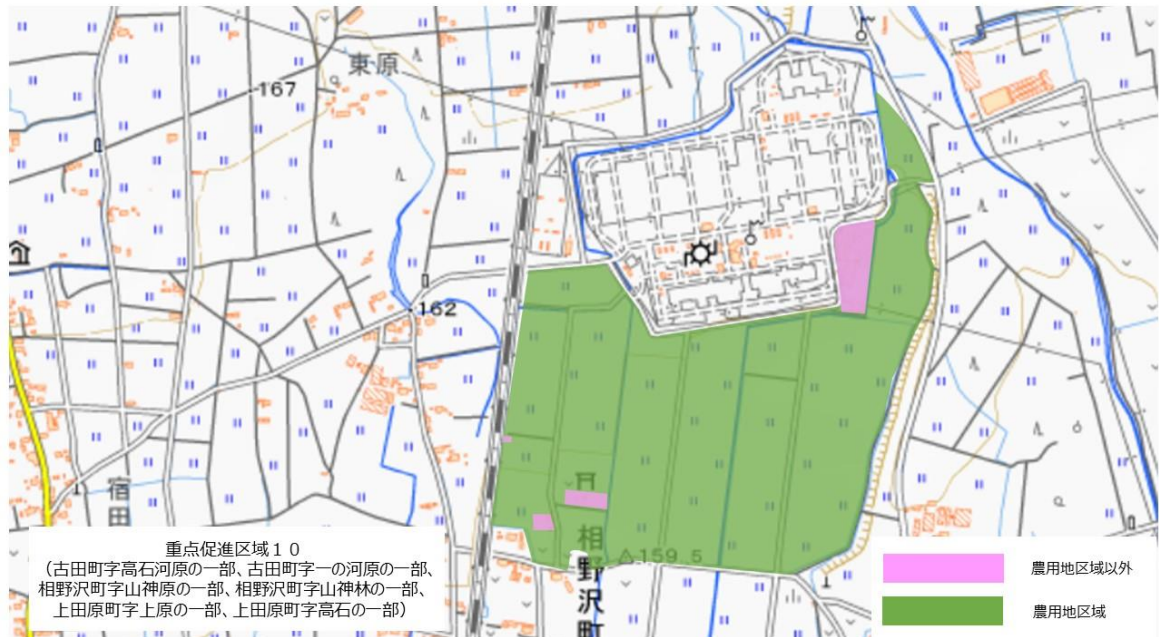 東原
167
162
宿田
相野沢町
159.5
重点促進区域１０
（古田町字高石河原の一部、古田町字一の河原の一部、
相野沢町字山神原の一部、相野沢町字山神林の一部、
上田原町字上原の一部、上田原町字高石の一部）
農用地区域以外
農用地区域